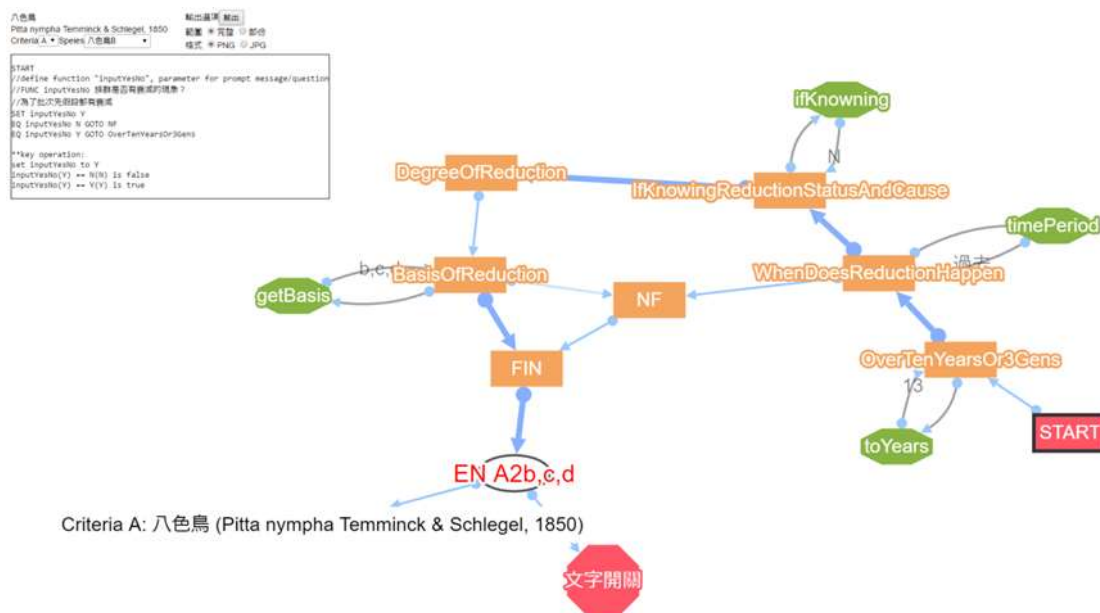 八色鳥
Pitta nympha Temminck & Schlegel, 1850
Criteria A Speies 八色鳥B
輸出選項 輸出
範圍 完整 部份
格式 PNG JPG
START
//define function "inputYesNo", parameter for prompt message/question
//FUNC inputYesNo 族群是否有衰減的現象？
//為了此次先假設都有衰減
SET inputYesNo Y
EQ inputYesNo N GOTO NF
EQ inputYesNo Y GOTO OverTenYearsOr3Gens
**key operation:
set inputYesNo to Y
inputYesNo(Y) == N(N) is false
inputYesNo(Y) == Y(Y) is true
ifKnowning
N
DegreeOfReduction
IfKnowingReductionStatusAndCause
timePeriod
過去
b,c,
BasisOfReduction
WhenDoesReductionHappen
getBasis
NF
OverTenYearsOr3Gens
FIN
13
toYears
START
EN A2b,c,d
Criteria A: 八色鳥 (Pitta nympha Temminck & Schlegel, 1850)
文字開關